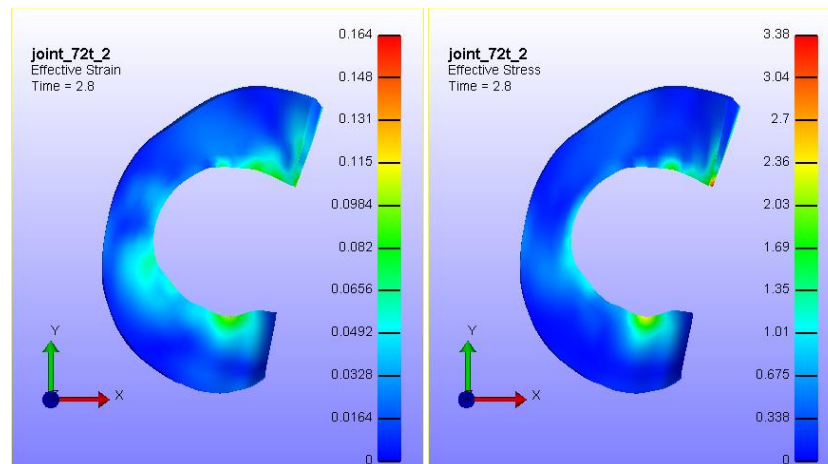 joint_72t_2
Effective Strain
Time = 2.8
0.164
0.148
0.131
0.115
0.0984
0.082
0.0656
0.0492
0.0328
0.0164
0
Y
X
joint_72t_2
Effective Stress
Time = 2.8
3.38
3.04
2.7
2.36
2.03
1.69
1.35
1.01
0.675
0.338
0
Y
X